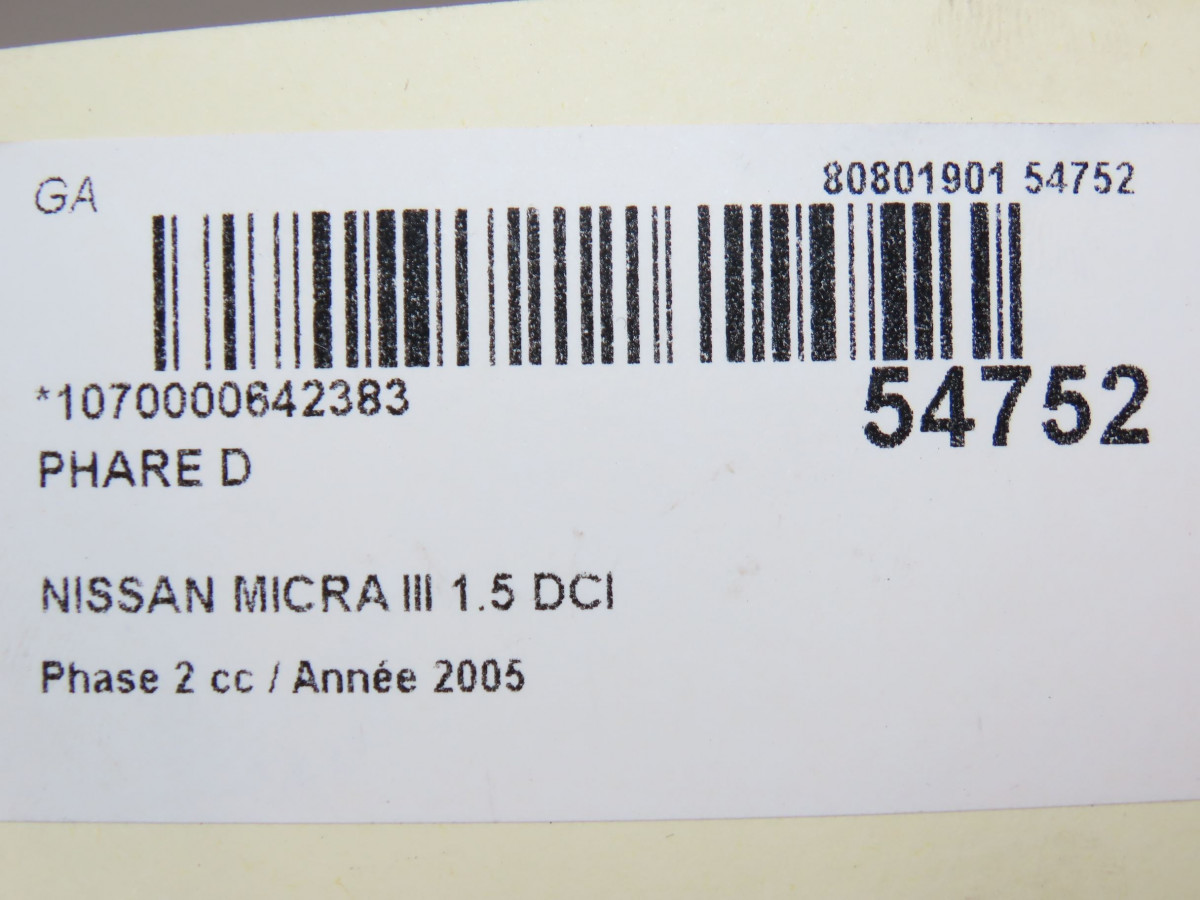 GA
80801901 54752
*1070000642383
54752
PHARE D
NISSAN MICRA III 1.5 DCI
Phase 2 cc / Année 2005